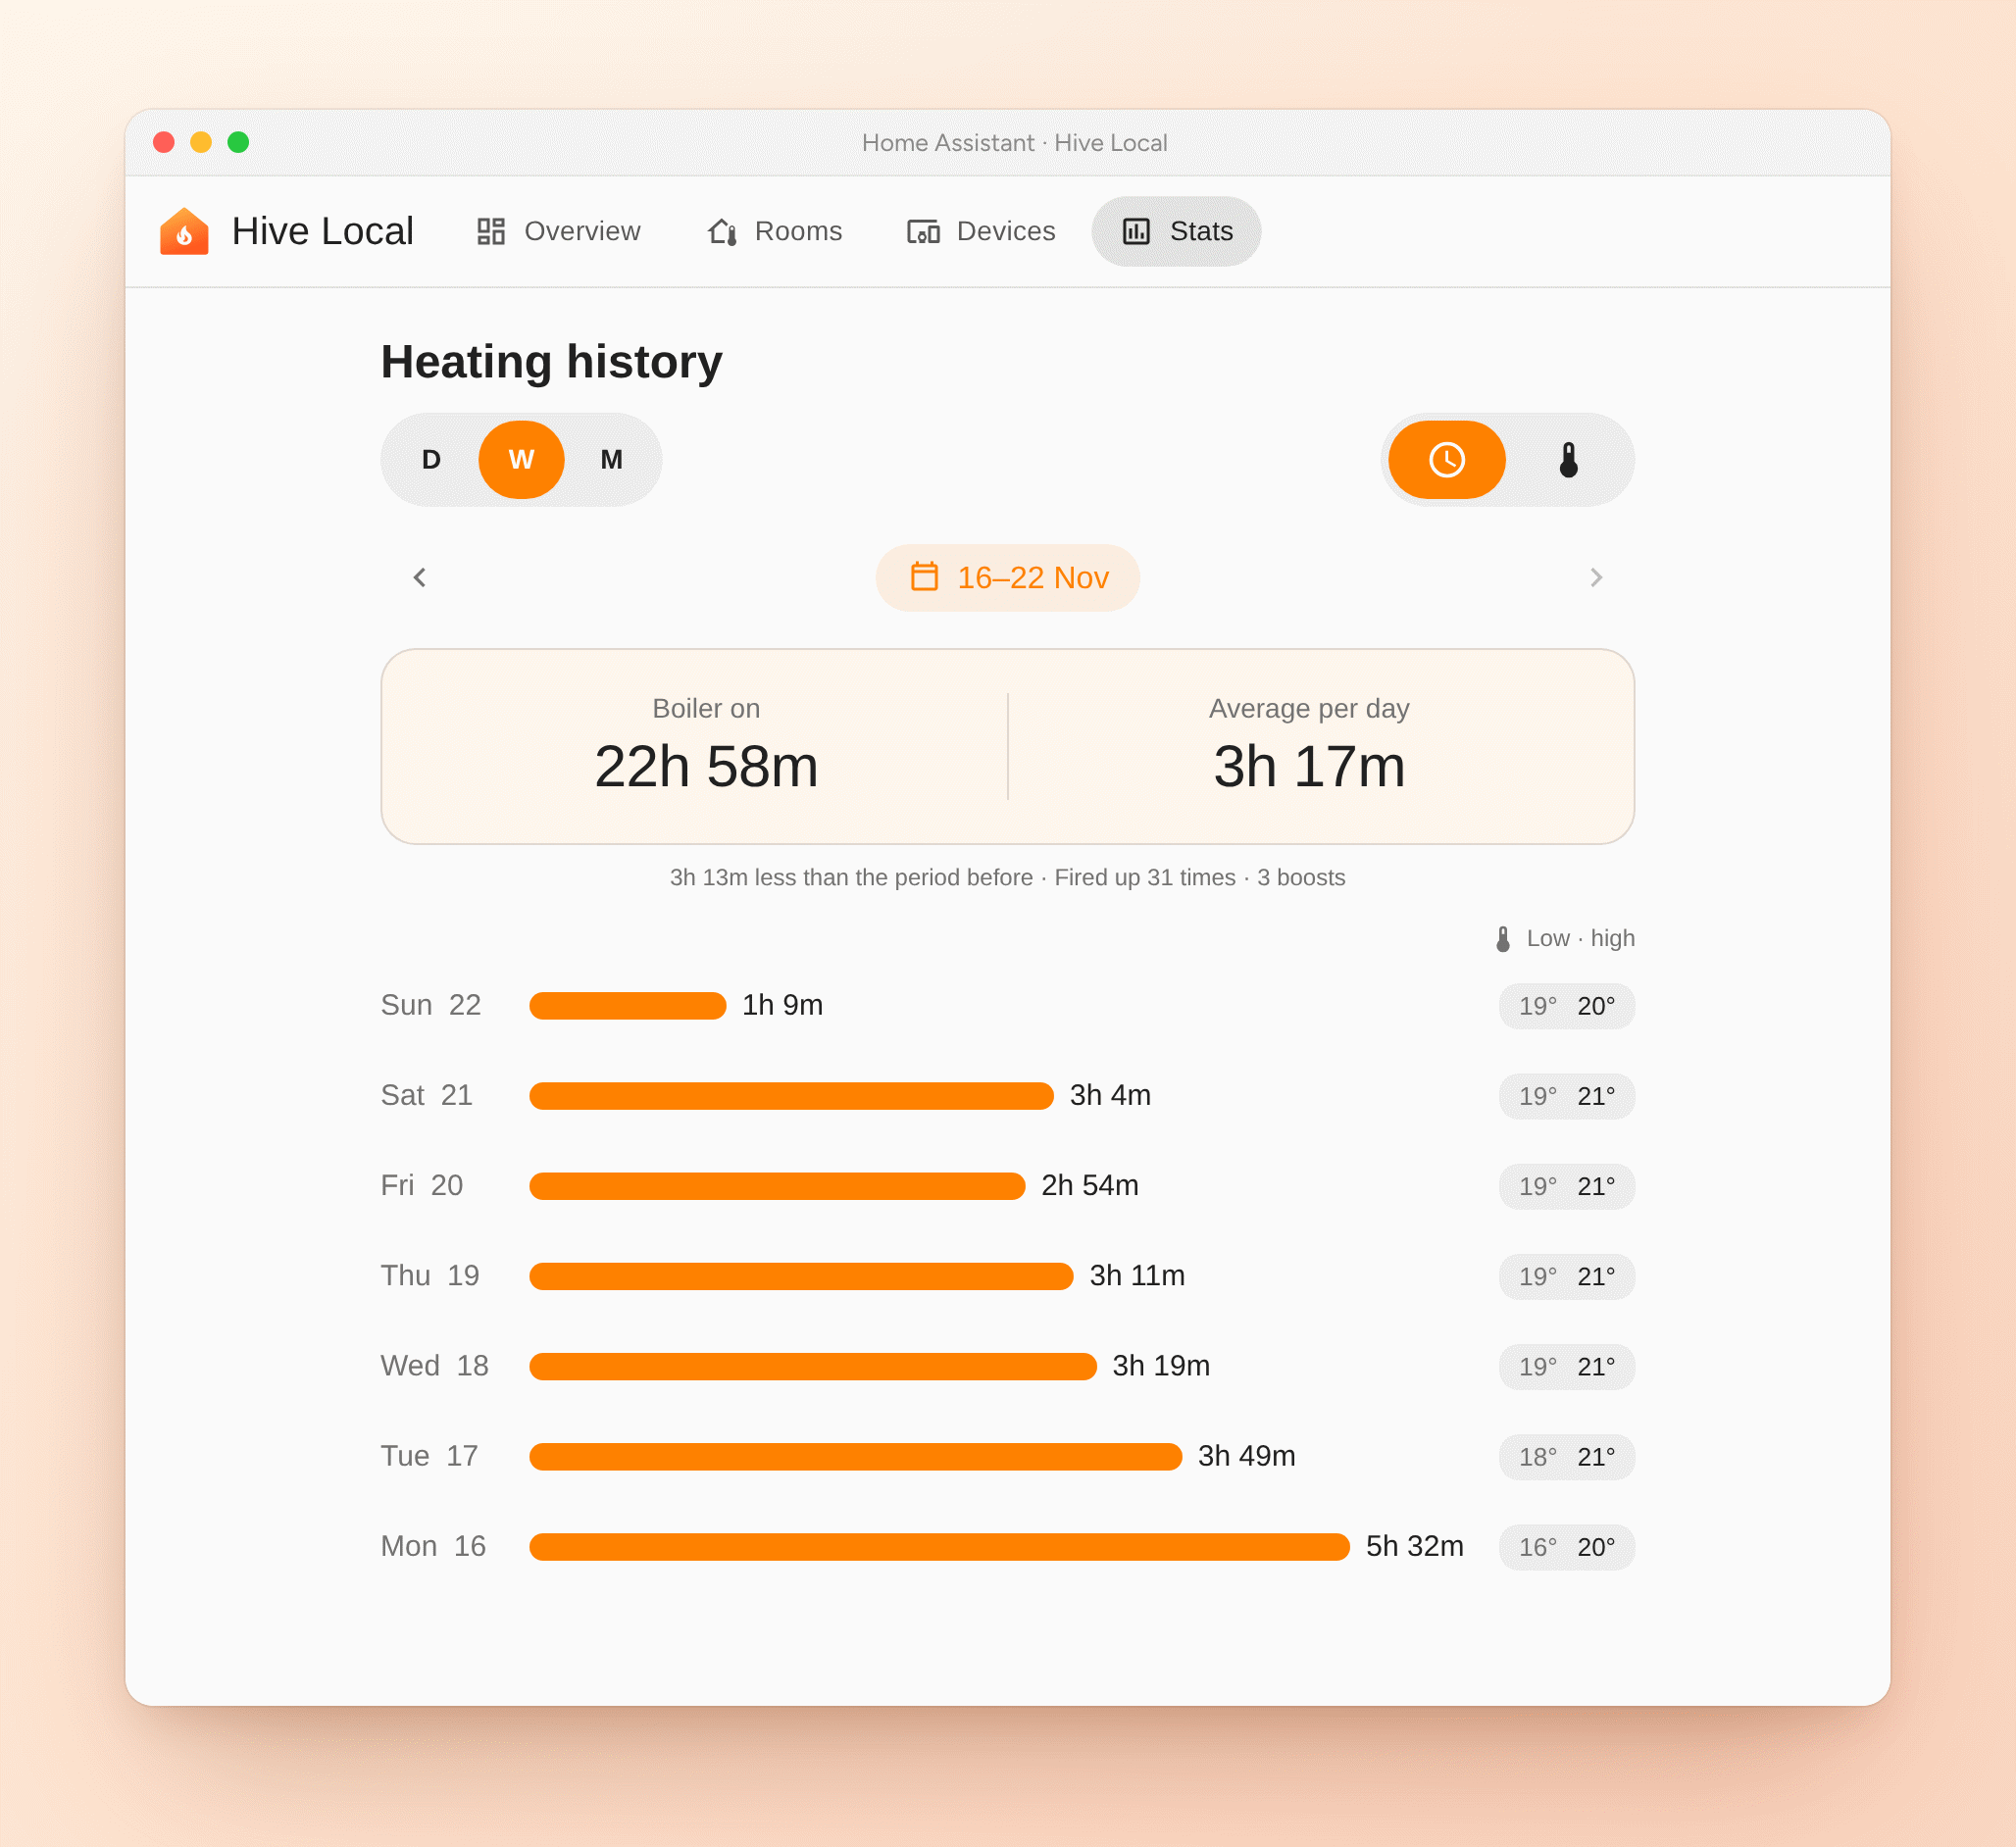 Home Assistant · Hive Local
Hive Local Overview Rooms Devices Stats
Heating history
D W M
16–22 Nov
Boiler on Average per day
22h 58m 3h 17m
3h 13m less than the period before · Fired up 31 times · 3 boosts
Low · high
Sun 22 1h 9m 19° 20°
Sat 21 3h 4m 19° 21°
Fri 20 2h 54m 19° 21°
Thu 19 3h 11m 19° 21°
Wed 18 3h 19m 19° 21°
Tue 17 3h 49m 18° 21°
Mon 16 5h 32m 16° 20°